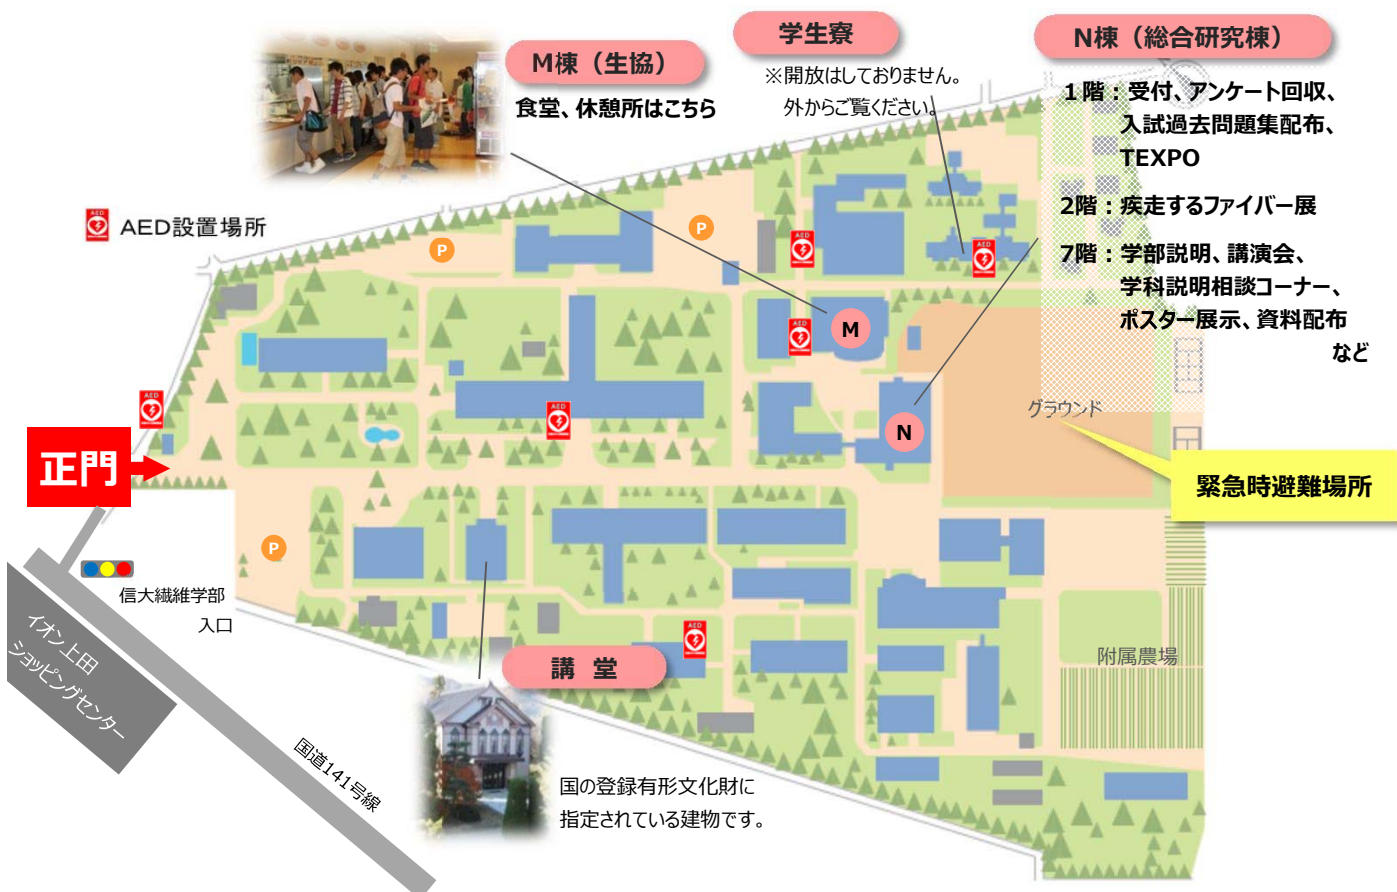 M棟（生協）
食堂、休憩所はこちら
学生寮
※開放はしておりません。
外からご覧ください。
N棟（総合研究棟）
1階：受付、アンケート回収、
入試過去問題集配布、
TEXPO
2階：疾走するファイバー展
7階：学部説明、講演会、
学科説明相談コーナー、
ポスター展示、資料配布
など
AED設置場所
AED
P
P
AED
AED
AED
AED
M
AED
AED
N
グラウンド
正門
緊急時避難場所
P
信大繊維学部
入口
イオン上田
ショッピングセンター
国道141号線
AED
講 堂
附属農場
国の登録有形文化財に
指定されている建物です。